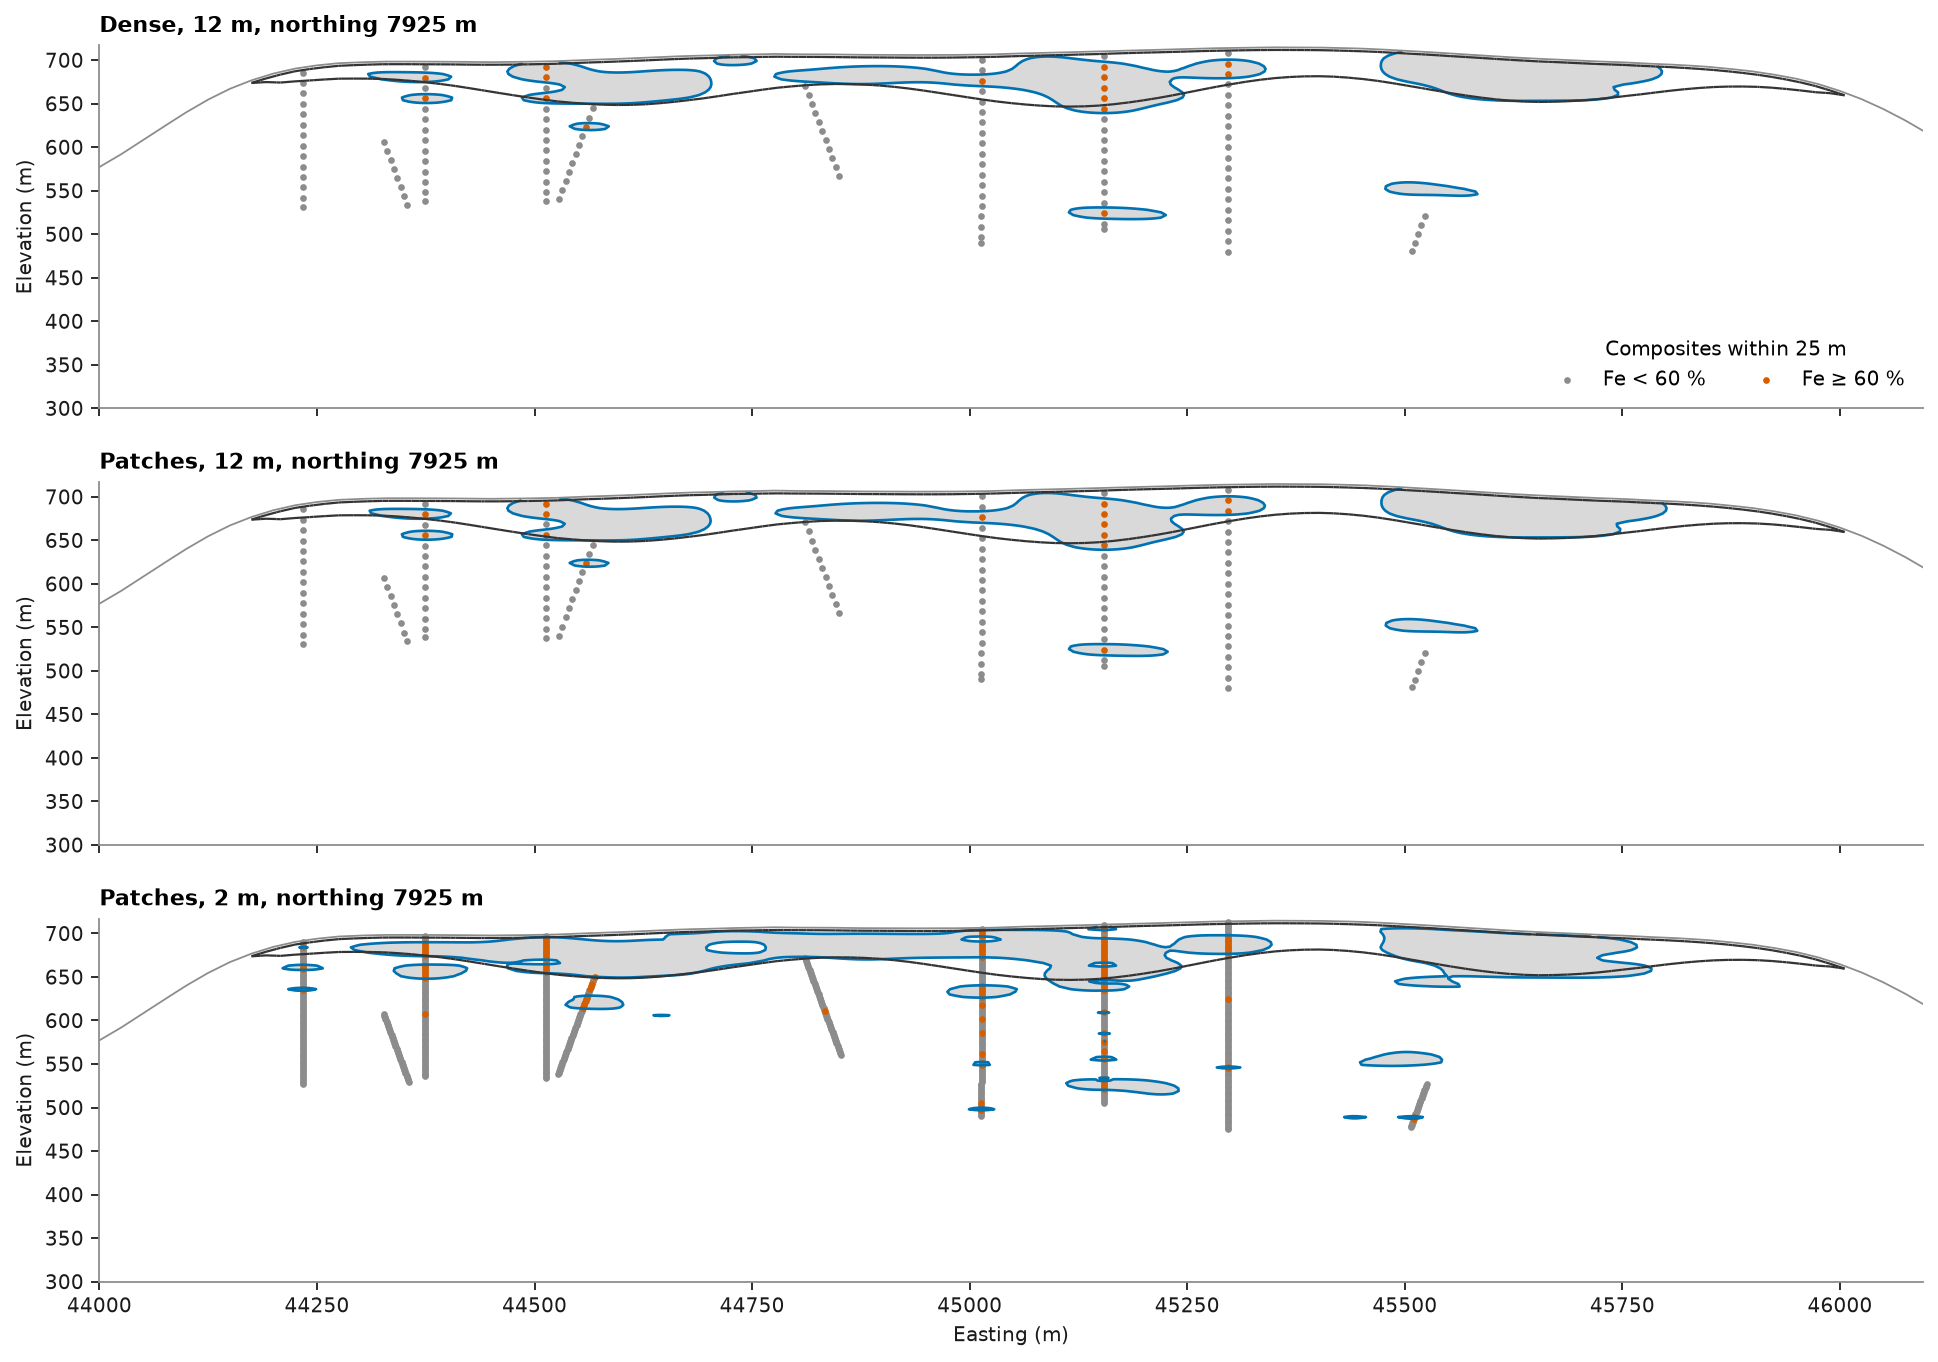 Dense, 12 m, northing 7925 m
700
650
600
550
500
450
400
350
300
Elevation (m)
Composites within 25 m
Fe < 60 %
Fe ≥ 60 %
Patches, 12 m, northing 7925 m
700
650
600
550
500
450
400
350
300
Elevation (m)
Patches, 2 m, northing 7925 m
700
650
600
550
500
450
400
350
300
Elevation (m)
44000 44250 44500 44750 45000 45250 45500 45750 46000
Easting (m)